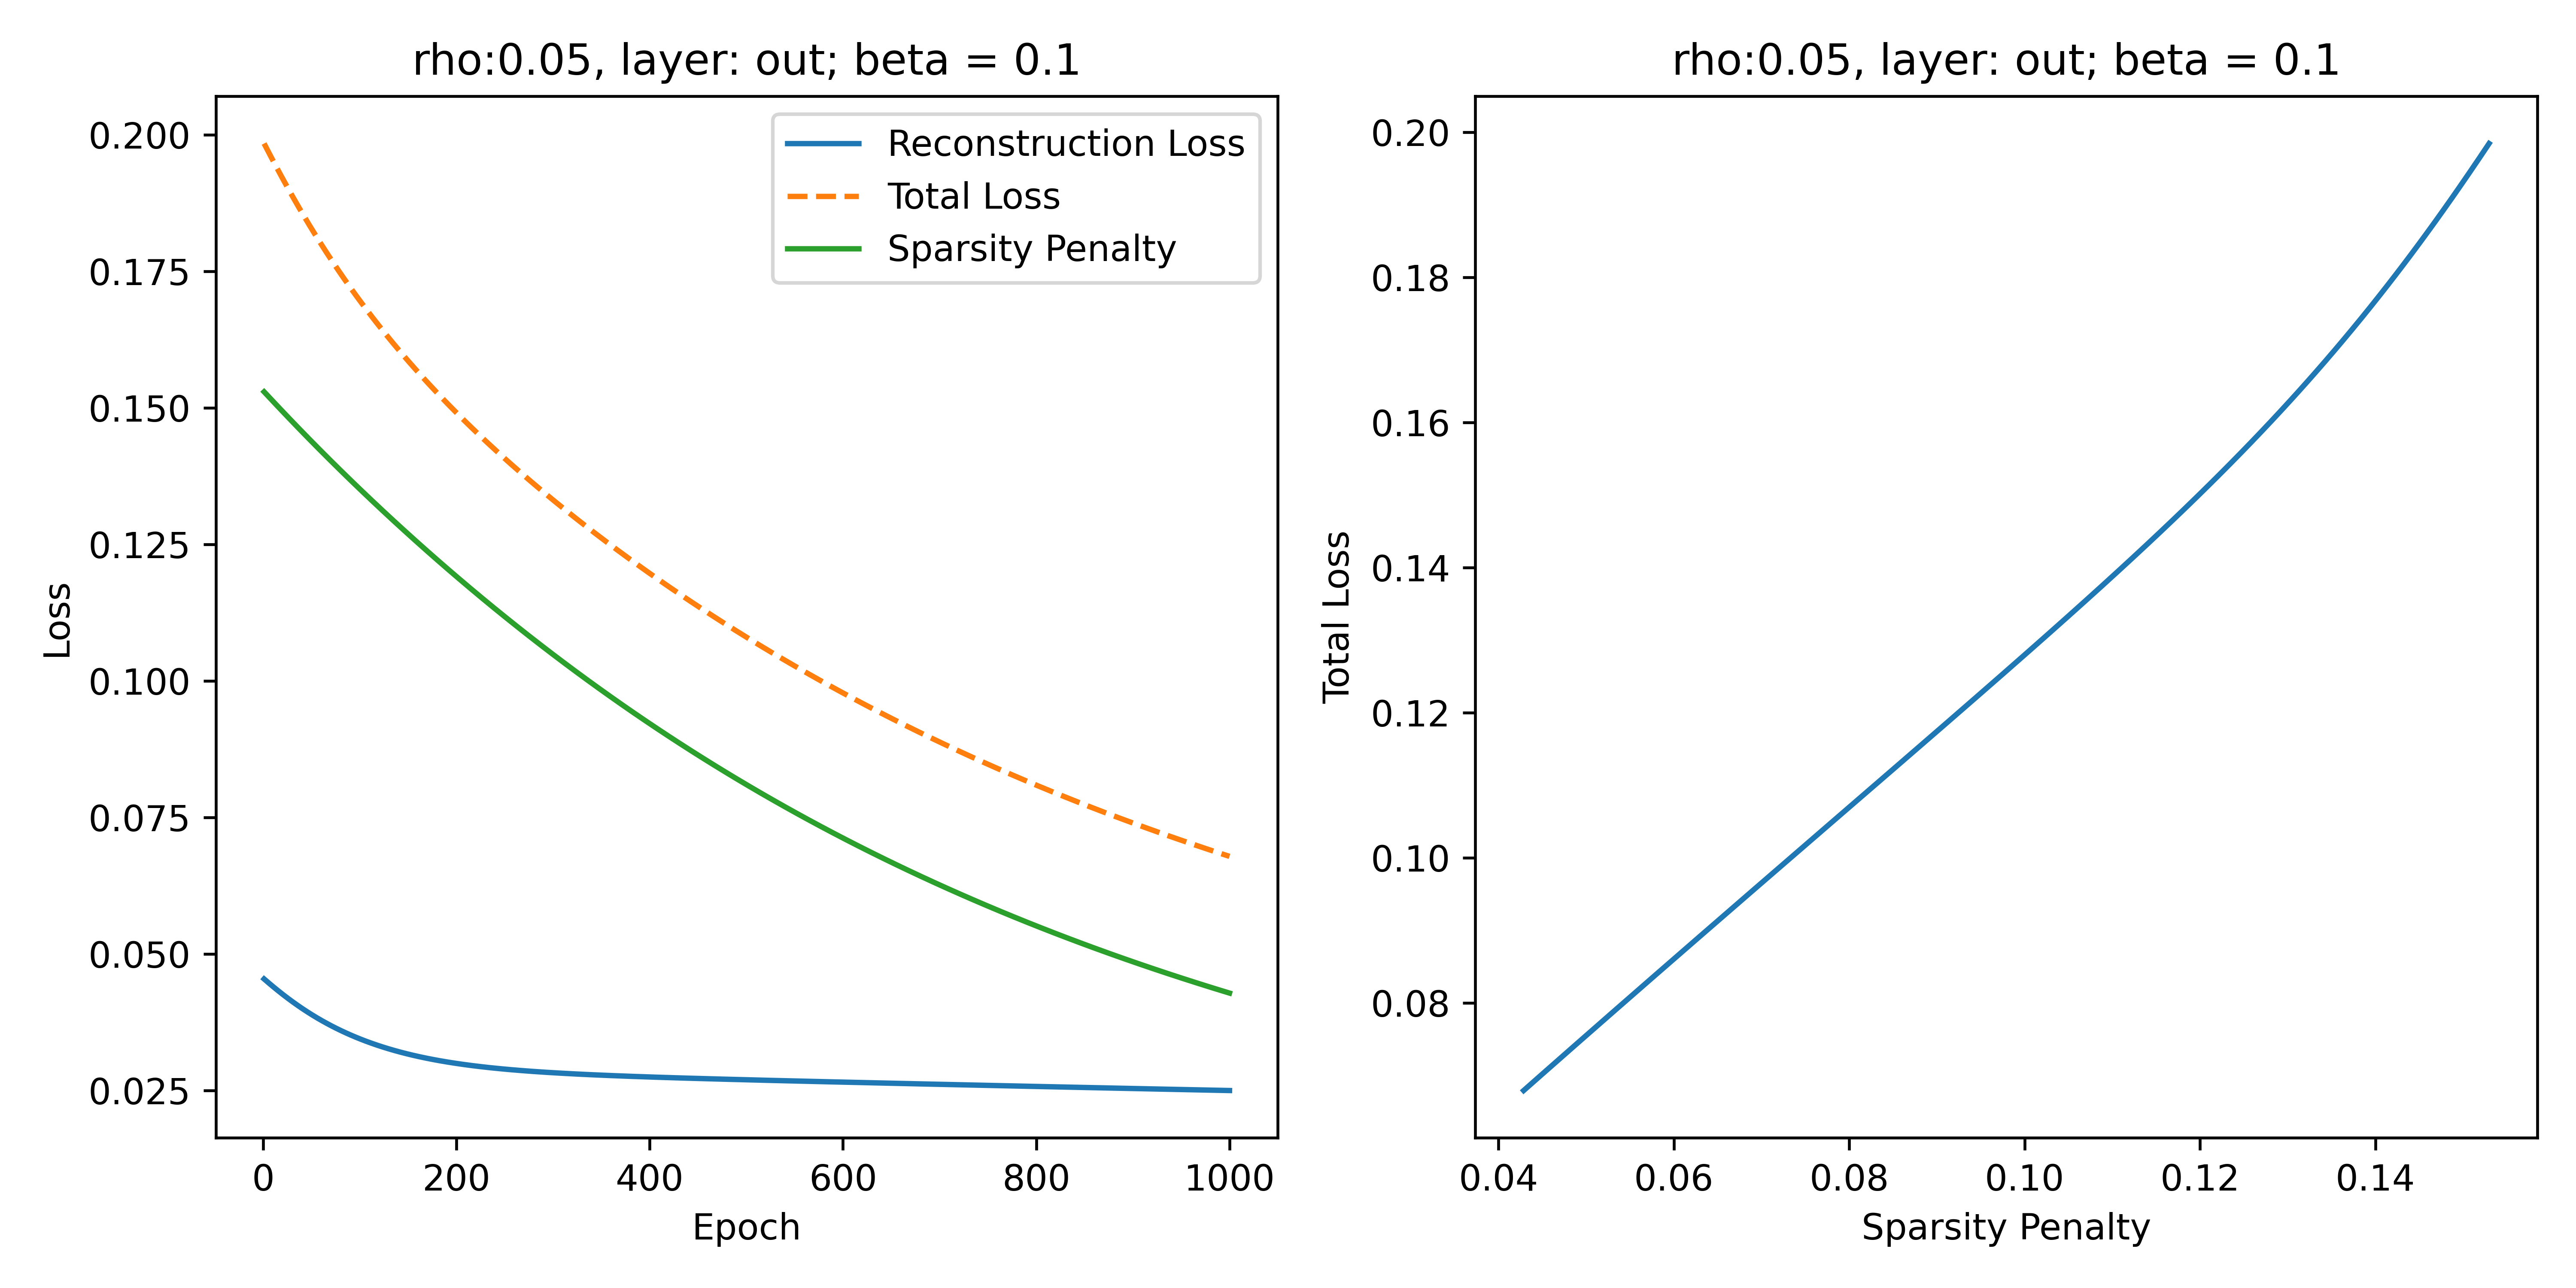 rho:0.05, layer: out; beta = 0.1
Loss
0.200
0.175
0.150
0.125
0.100
0.075
0.050
0.025
Reconstruction Loss
Total Loss
Sparsity Penalty
0 200 400 600 800 1000
Epoch
rho:0.05, layer: out; beta = 0.1
Total Loss
0.20
0.18
0.16
0.14
0.12
0.10
0.08
0.04 0.06 0.08 0.10 0.12 0.14
Sparsity Penalty